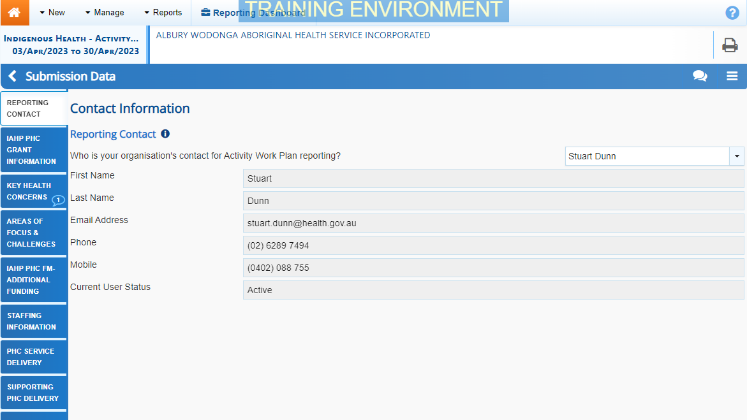 New
Manage
Reports
Reporting Dashboard
TRAINING ENVIRONMENT
?
Indigenous Health - Activity...
03/Apr/2023 to 30/Apr/2023
ALBURY WODONGA ABORIGINAL HEALTH SERVICE INCORPORATED
Submission Data
REPORTING
CONTACT
IAHP PHC
GRANT
INFORMATION
KEY HEALTH
CONCERNS 1
AREAS OF
FOCUS &
CHALLENGES
IAHP PHC FM-
ADDITIONAL
FUNDING
STAFFING
INFORMATION
PHC SERVICE
DELIVERY
SUPPORTING
PHC DELIVERY
Contact Information
Reporting Contact
Who is your organisation's contact for Activity Work Plan reporting? Stuart Dunn
First Name Stuart
Last Name Dunn
Email Address stuart.dunn@health.gov.au
Phone (02) 6289 7494
Mobile (0402) 088 755
Current User Status Active